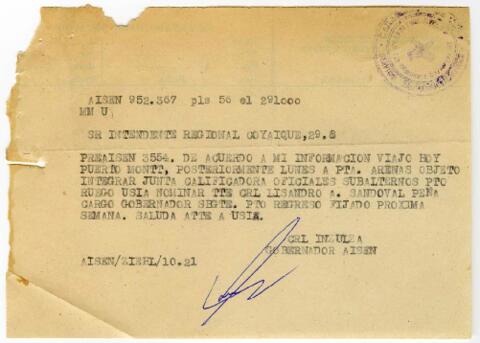 AISEN 952.367 pls 56 el 291000
MM U
SR INTENDENTE REGIONAL COYAIQUE,29.8
PREAISEN 3554. DE ACUERDO A MI INFORMACION VIAJO HOY
PUERTO MONTT, POSTERIORMENTE LUNES A PTA. ARENAS OBJETO
INTEGRAR JUNTA CALIFICADORA OFICIALES SUBALTERNOS PTO
RUEGO USIA NOMINAR TTE CRL LISANDRO A. SANDOVAL PEÑA
CARGO GOBERNADOR SBGTE. PTO REGRESO FIJADO PROXIMA
SEMANA. SALUDA ATTE A USIA.
CRL INZULZA
GOBERNADOR AISEN
AISEN/ZIEHL/10.21